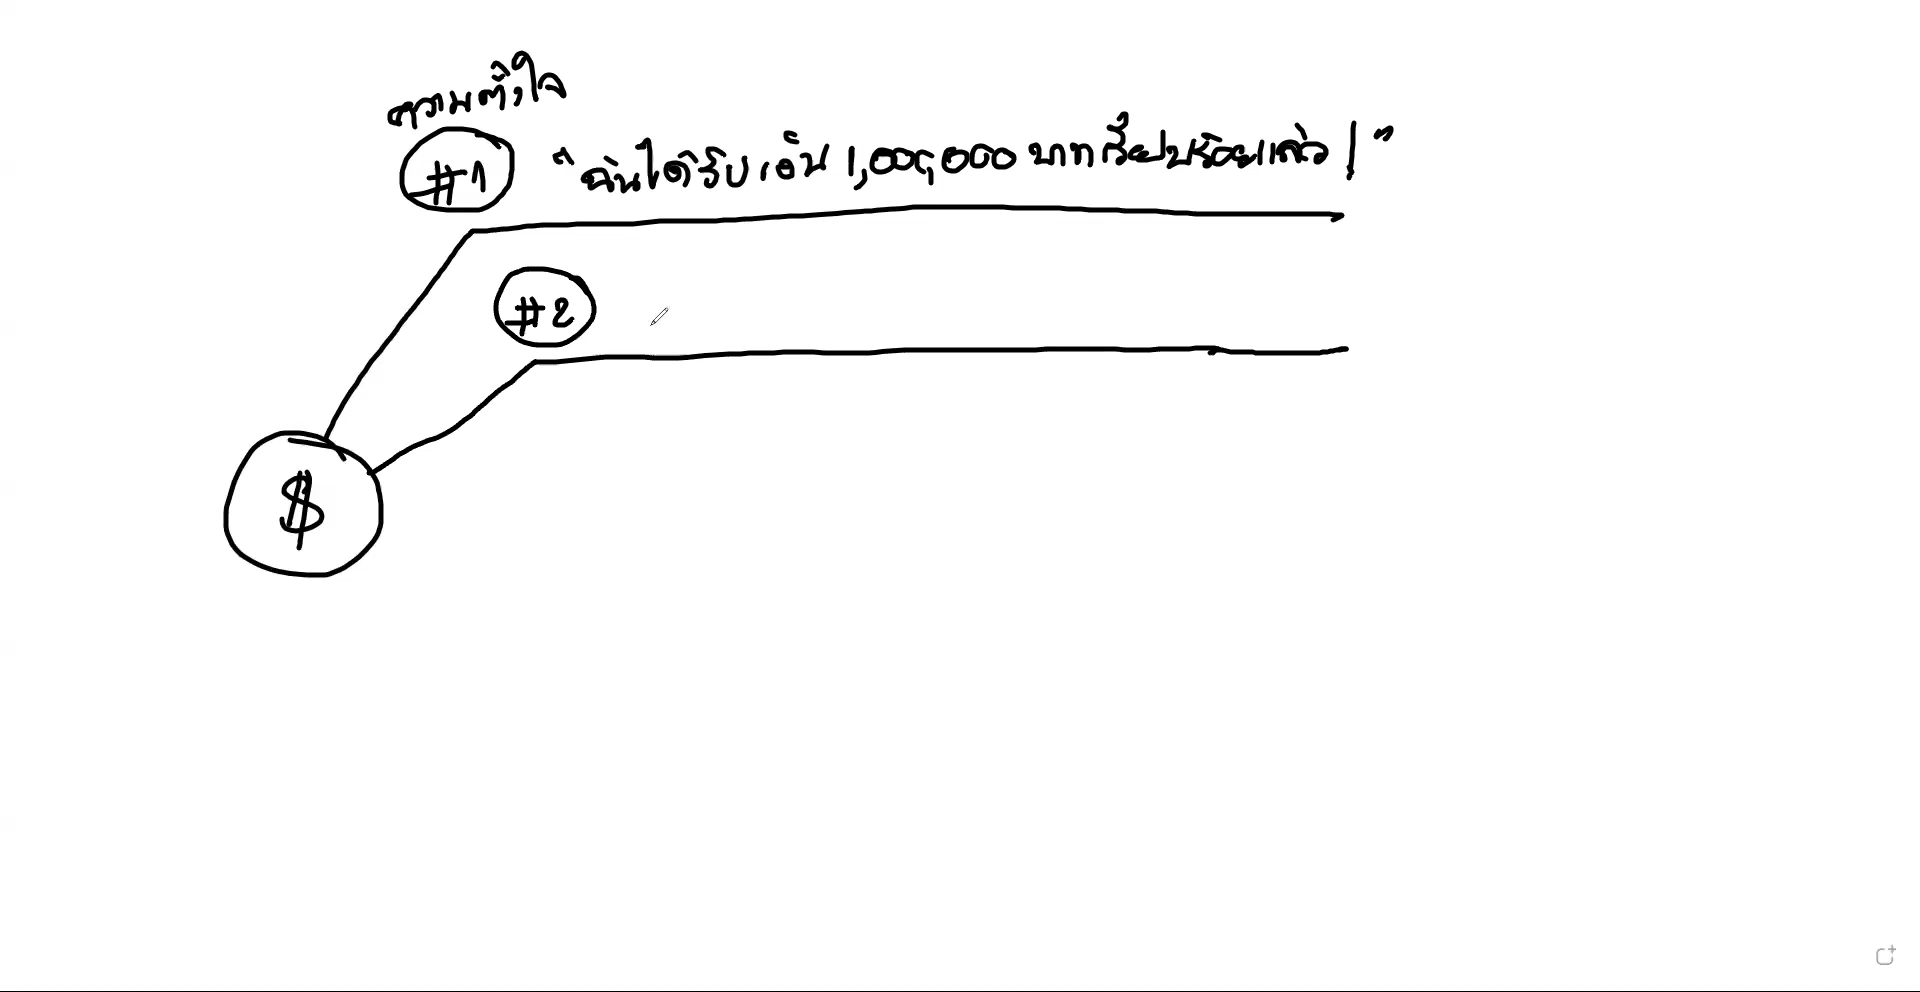 ความตั้งใจ
#1 "ฉันได้รับเงิน 1,000,000 บาทเรียบร้อยแล้ว!"
#2
$